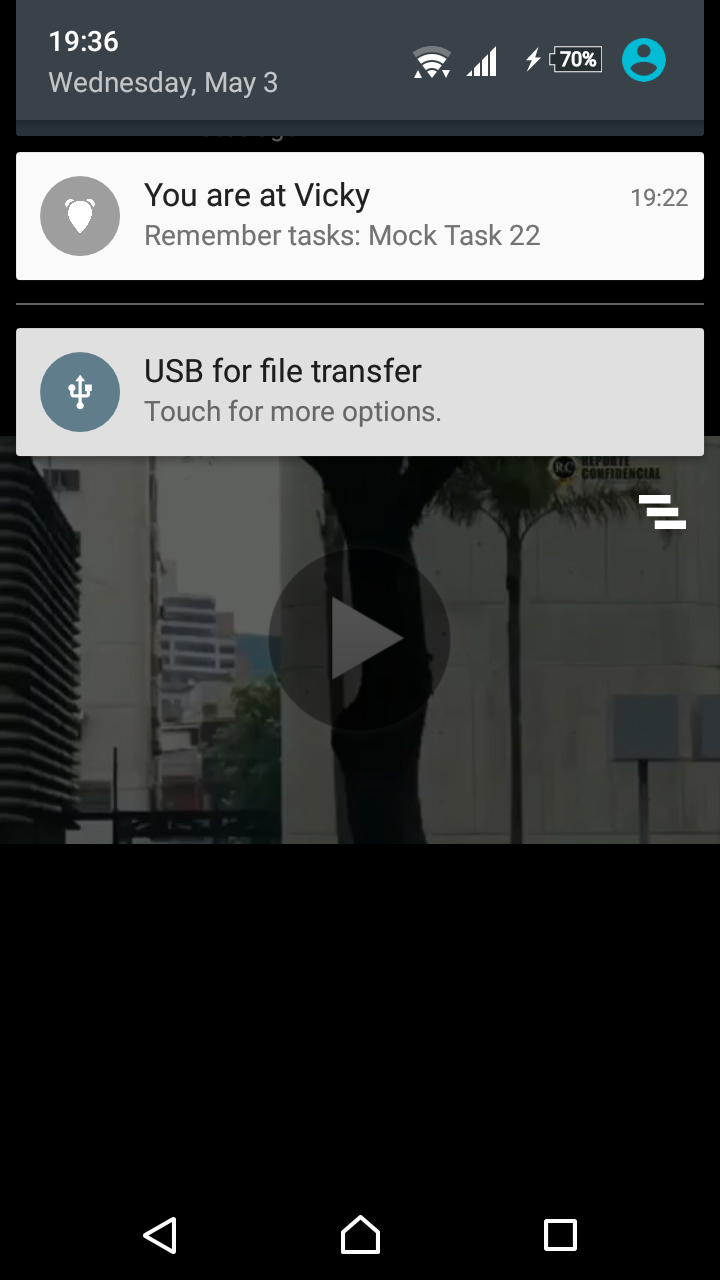 19:36
Wednesday, May 3
70%
You are at Vicky
19:22
Remember tasks: Mock Task 22
USB for file transfer
Touch for more options.
RC REPORTE
CONFIDENCIAL